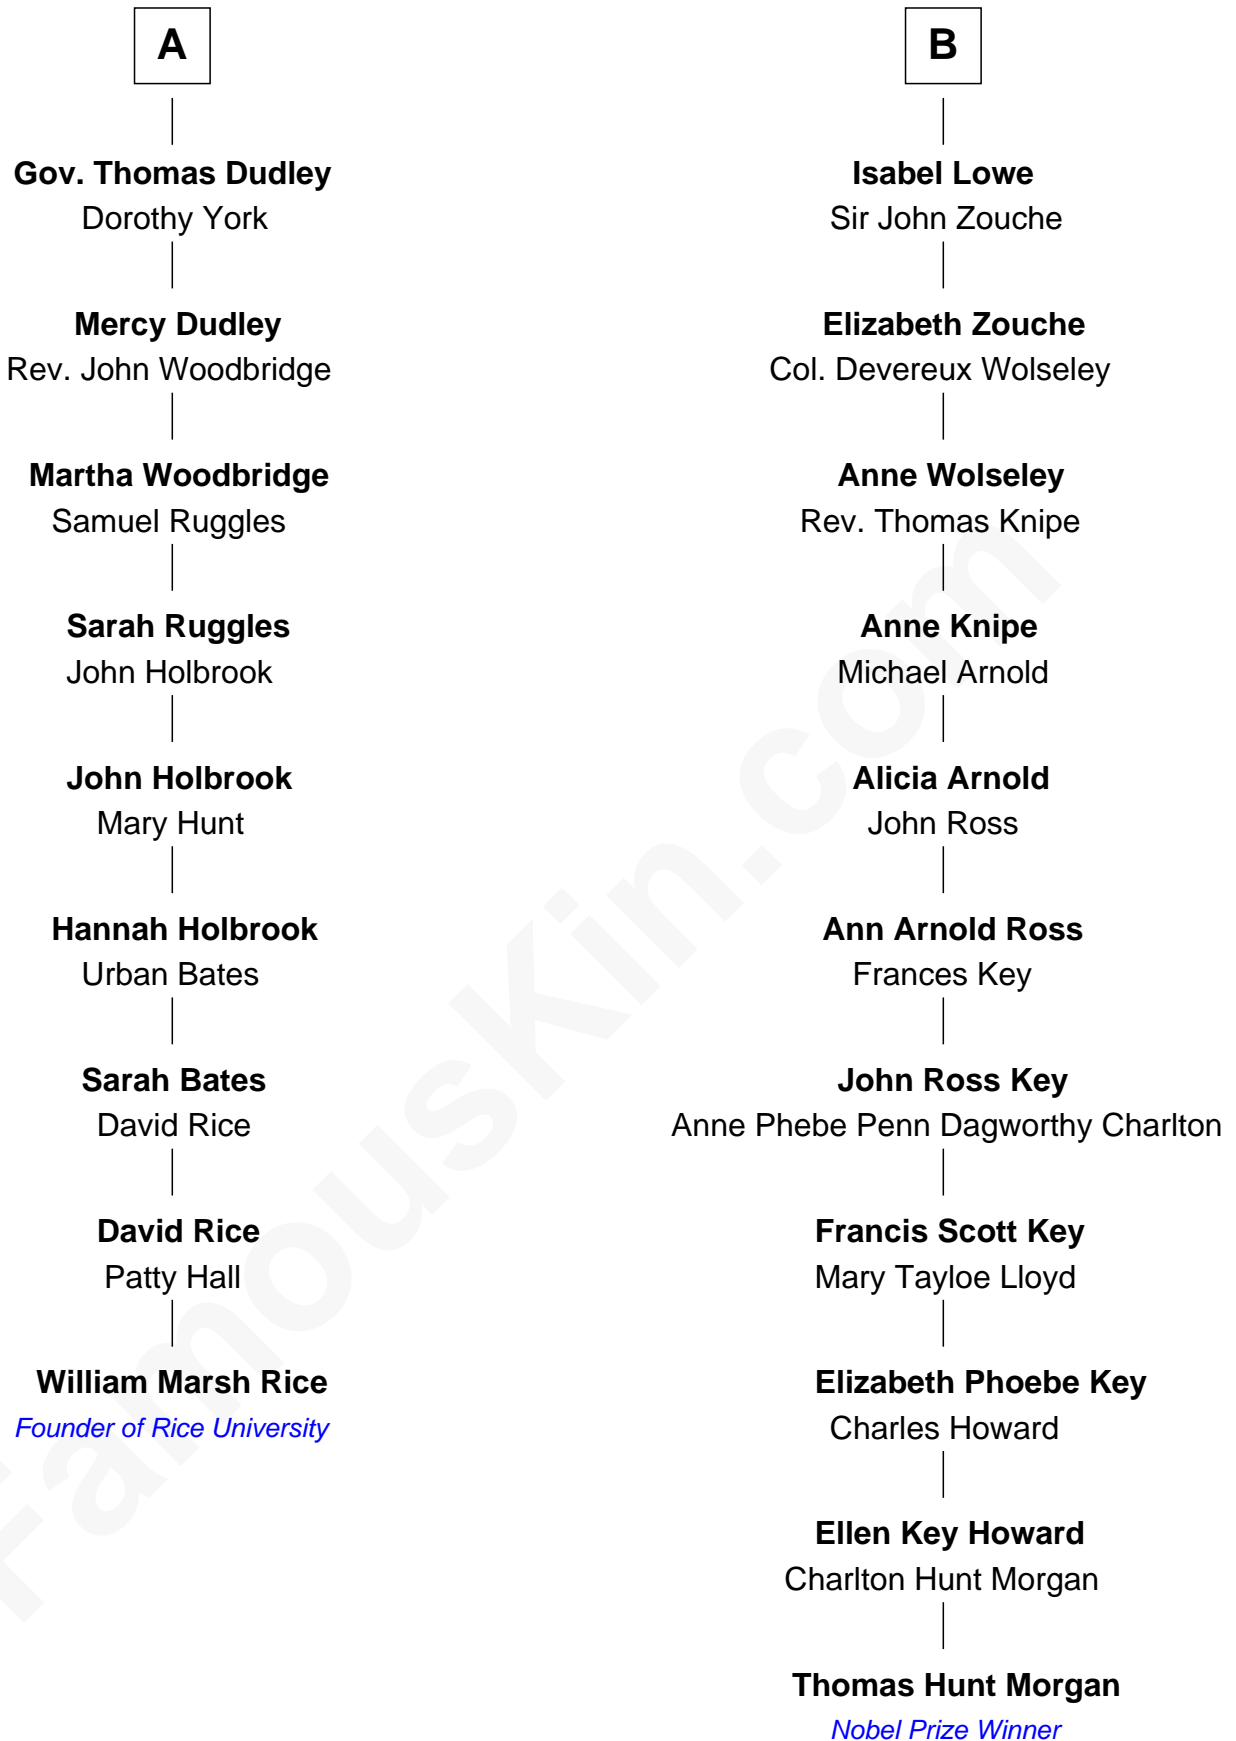 A
Gov. Thomas Dudley
Dorothy York
Mercy Dudley
Rev. John Woodbridge
Martha Woodbridge
Samuel Ruggles
Sarah Ruggles
John Holbrook
John Holbrook
Mary Hunt
Hannah Holbrook
Urban Bates
Sarah Bates
David Rice
David Rice
Patty Hall
William Marsh Rice
Founder of Rice University
B
Isabel Lowe
Sir John Zouche
Elizabeth Zouche
Col. Devereux Wolseley
Anne Wolseley
Rev. Thomas Knipe
Anne Knipe
Michael Arnold
Alicia Arnold
John Ross
Ann Arnold Ross
Frances Key
John Ross Key
Anne Phebe Penn Dagworthy Charlton
Francis Scott Key
Mary Tayloe Lloyd
Elizabeth Phoebe Key
Charles Howard
Ellen Key Howard
Charlton Hunt Morgan
Thomas Hunt Morgan
Nobel Prize Winner
FamousKin.com